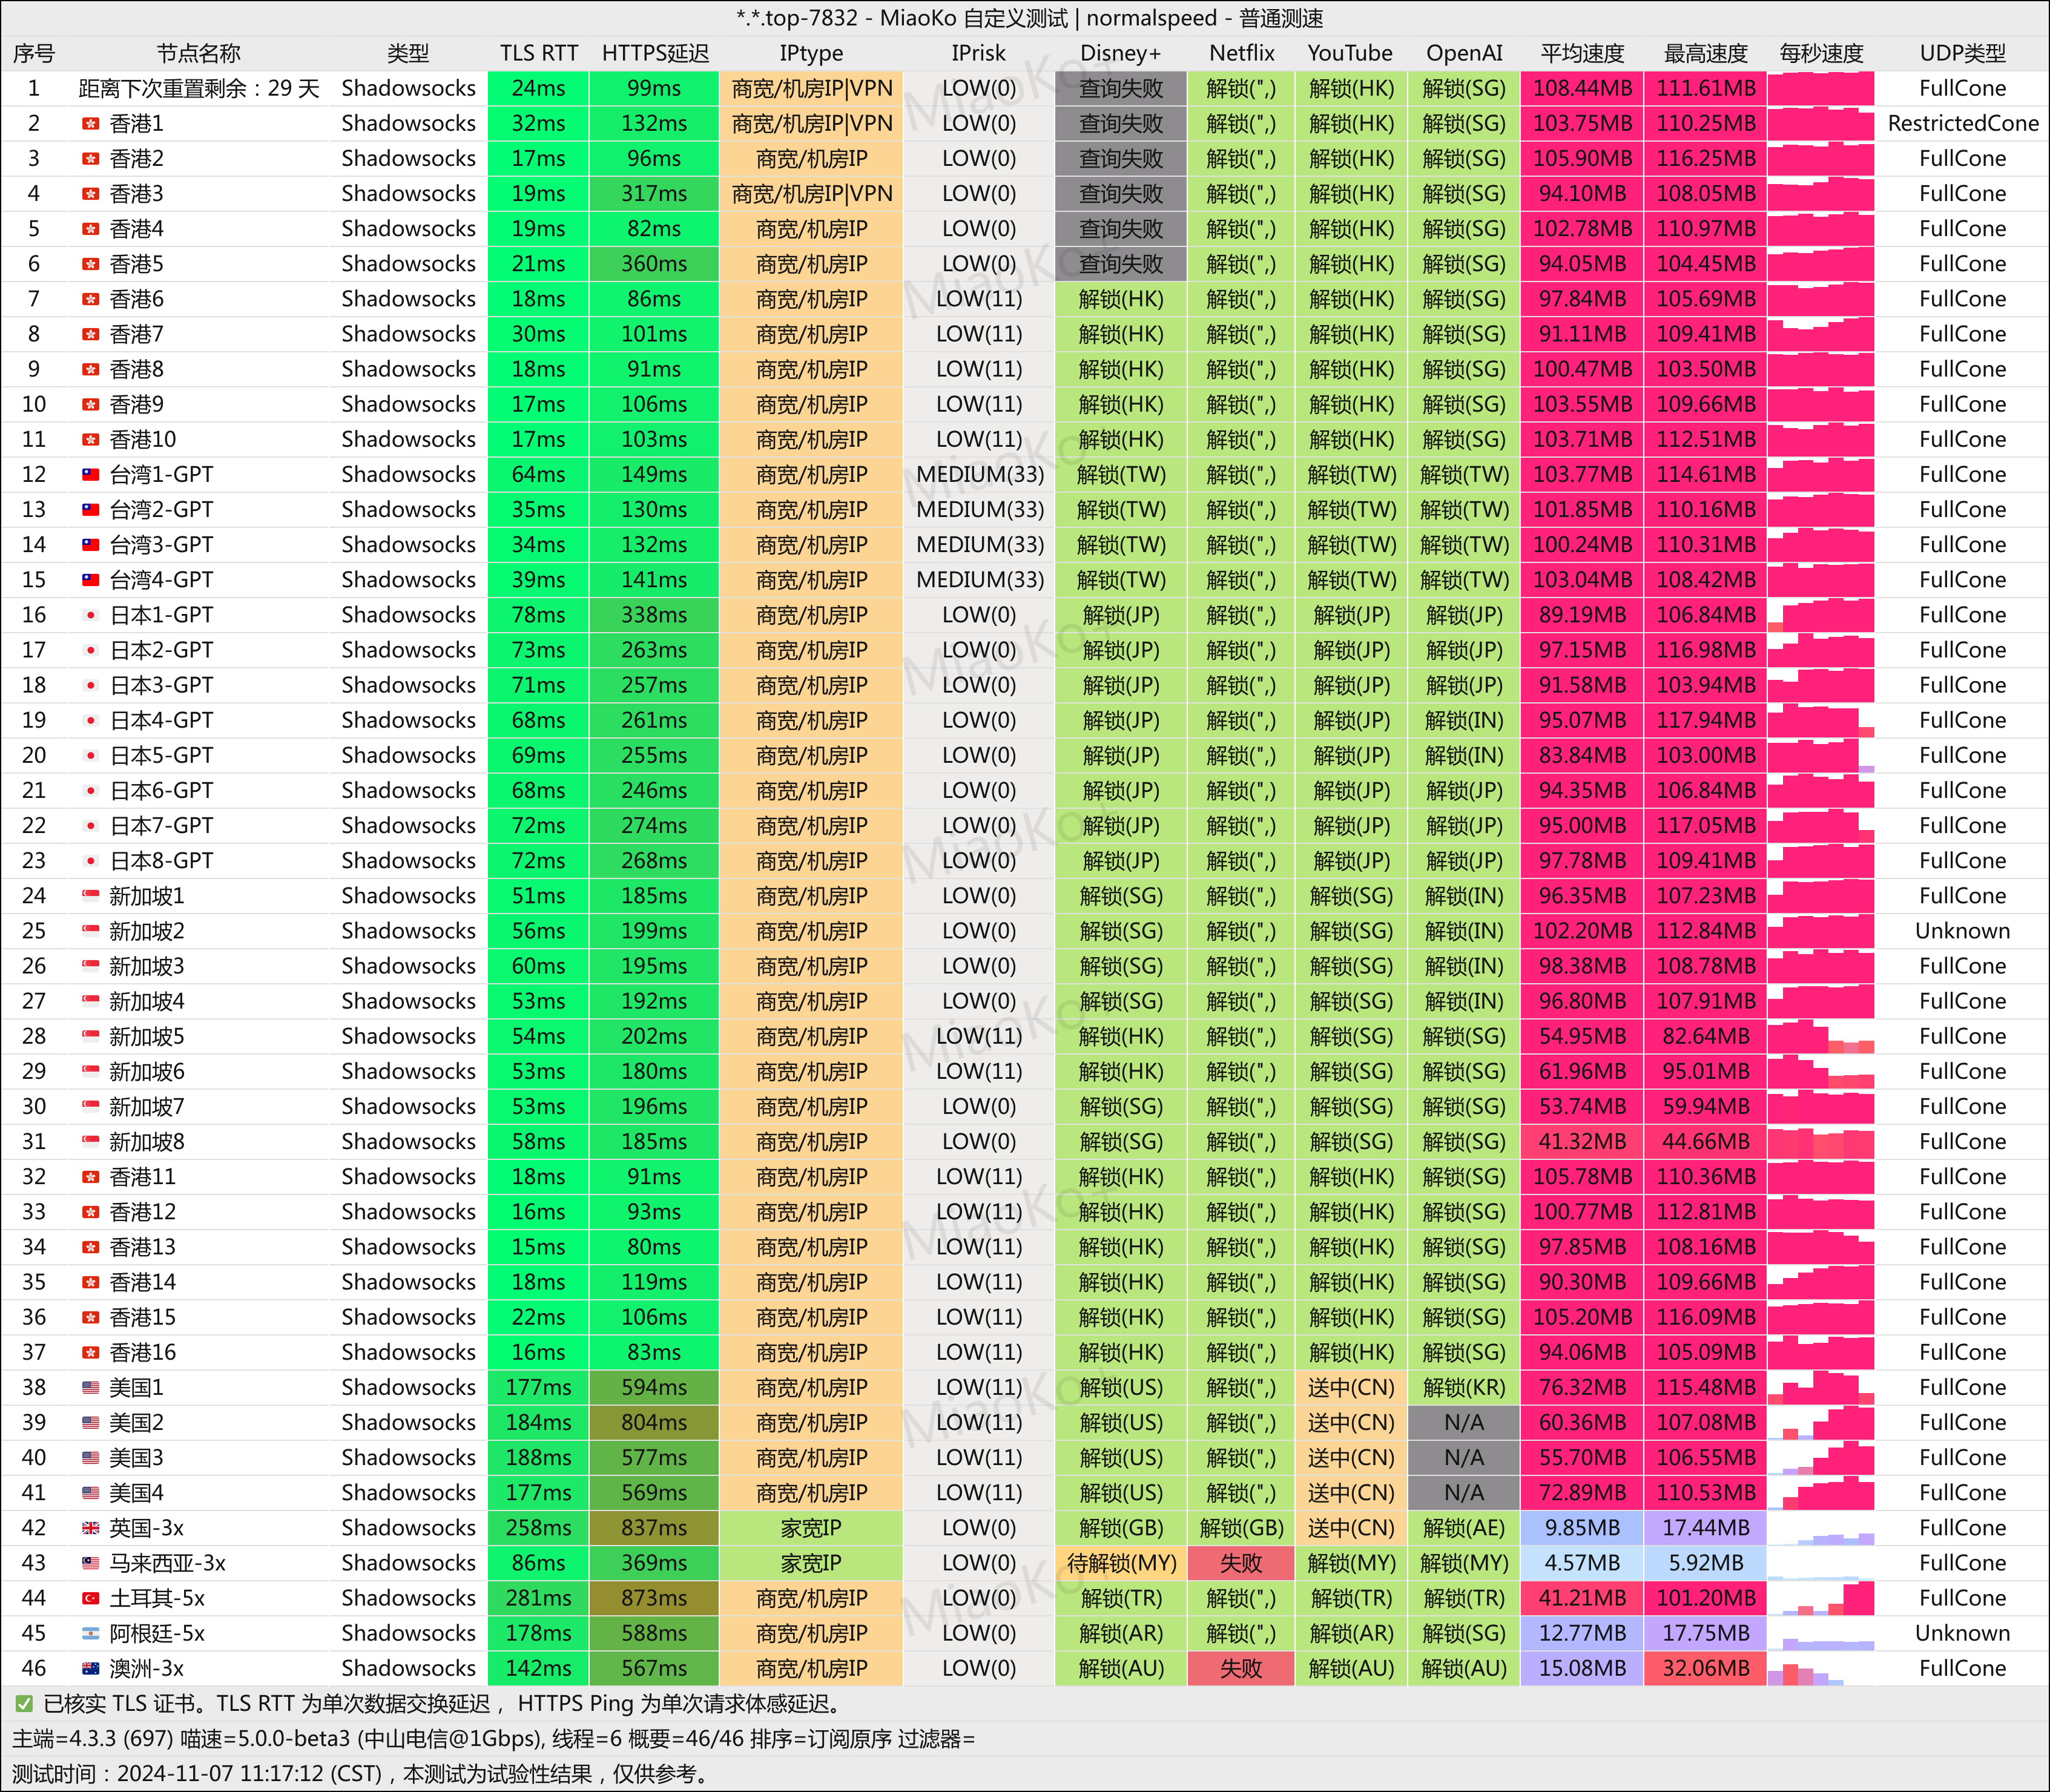 *.*.top-7832 - MiaoKo 自定义测试 | normalspeed - 普通测速
序号 节点名称 类型 TLS RTT HTTPS延迟 IPtype IPrisk Disney+ Netflix YouTube OpenAI 平均速度 最高速度 每秒速度 UDP类型
1 距离下次重置剩余：29 天 Shadowsocks 24ms 99ms 商宽/机房IP|VPN LOW(0) 查询失败 解锁(",) 解锁(HK) 解锁(SG) 108.44MB 111.61MB FullCone
2 香港1 Shadowsocks 32ms 132ms 商宽/机房IP|VPN LOW(0) 查询失败 解锁(",) 解锁(HK) 解锁(SG) 103.75MB 110.25MB RestrictedCone
3 香港2 Shadowsocks 17ms 96ms 商宽/机房IP LOW(0) 查询失败 解锁(",) 解锁(HK) 解锁(SG) 105.90MB 116.25MB FullCone
4 香港3 Shadowsocks 19ms 317ms 商宽/机房IP|VPN LOW(0) 查询失败 解锁(",) 解锁(HK) 解锁(SG) 94.10MB 108.05MB FullCone
5 香港4 Shadowsocks 19ms 82ms 商宽/机房IP LOW(0) 查询失败 解锁(",) 解锁(HK) 解锁(SG) 102.78MB 110.97MB FullCone
6 香港5 Shadowsocks 21ms 360ms 商宽/机房IP LOW(0) 查询失败 解锁(",) 解锁(HK) 解锁(SG) 94.05MB 104.45MB FullCone
7 香港6 Shadowsocks 18ms 86ms 商宽/机房IP LOW(11) 解锁(HK) 解锁(",) 解锁(HK) 解锁(SG) 97.84MB 105.69MB FullCone
8 香港7 Shadowsocks 30ms 101ms 商宽/机房IP LOW(11) 解锁(HK) 解锁(",) 解锁(HK) 解锁(SG) 91.11MB 109.41MB FullCone
9 香港8 Shadowsocks 18ms 91ms 商宽/机房IP LOW(11) 解锁(HK) 解锁(",) 解锁(HK) 解锁(SG) 100.47MB 103.50MB FullCone
10 香港9 Shadowsocks 17ms 106ms 商宽/机房IP LOW(11) 解锁(HK) 解锁(",) 解锁(HK) 解锁(SG) 103.55MB 109.66MB FullCone
11 香港10 Shadowsocks 17ms 103ms 商宽/机房IP LOW(11) 解锁(HK) 解锁(",) 解锁(HK) 解锁(SG) 103.71MB 112.51MB FullCone
12 台湾1-GPT Shadowsocks 64ms 149ms 商宽/机房IP MEDIUM(33) 解锁(TW) 解锁(",) 解锁(TW) 解锁(TW) 103.77MB 114.61MB FullCone
13 台湾2-GPT Shadowsocks 35ms 130ms 商宽/机房IP MEDIUM(33) 解锁(TW) 解锁(",) 解锁(TW) 解锁(TW) 101.85MB 110.16MB FullCone
14 台湾3-GPT Shadowsocks 34ms 132ms 商宽/机房IP MEDIUM(33) 解锁(TW) 解锁(",) 解锁(TW) 解锁(TW) 100.24MB 110.31MB FullCone
15 台湾4-GPT Shadowsocks 39ms 141ms 商宽/机房IP MEDIUM(33) 解锁(TW) 解锁(",) 解锁(TW) 解锁(TW) 103.04MB 108.42MB FullCone
16 日本1-GPT Shadowsocks 78ms 338ms 商宽/机房IP LOW(0) 解锁(JP) 解锁(",) 解锁(JP) 解锁(JP) 89.19MB 106.84MB FullCone
17 日本2-GPT Shadowsocks 73ms 263ms 商宽/机房IP LOW(0) 解锁(JP) 解锁(",) 解锁(JP) 解锁(JP) 97.15MB 116.98MB FullCone
18 日本3-GPT Shadowsocks 71ms 257ms 商宽/机房IP LOW(0) 解锁(JP) 解锁(",) 解锁(JP) 解锁(JP) 91.58MB 103.94MB FullCone
19 日本4-GPT Shadowsocks 68ms 261ms 商宽/机房IP LOW(0) 解锁(JP) 解锁(",) 解锁(JP) 解锁(IN) 95.07MB 117.94MB FullCone
20 日本5-GPT Shadowsocks 69ms 255ms 商宽/机房IP LOW(0) 解锁(JP) 解锁(",) 解锁(JP) 解锁(IN) 83.84MB 103.00MB FullCone
21 日本6-GPT Shadowsocks 68ms 246ms 商宽/机房IP LOW(0) 解锁(JP) 解锁(",) 解锁(JP) 解锁(JP) 94.35MB 106.84MB FullCone
22 日本7-GPT Shadowsocks 72ms 274ms 商宽/机房IP LOW(0) 解锁(JP) 解锁(",) 解锁(JP) 解锁(JP) 95.00MB 117.05MB FullCone
23 日本8-GPT Shadowsocks 72ms 268ms 商宽/机房IP LOW(0) 解锁(JP) 解锁(",) 解锁(JP) 解锁(JP) 97.78MB 109.41MB FullCone
24 新加坡1 Shadowsocks 51ms 185ms 商宽/机房IP LOW(0) 解锁(SG) 解锁(",) 解锁(SG) 解锁(IN) 96.35MB 107.23MB FullCone
25 新加坡2 Shadowsocks 56ms 199ms 商宽/机房IP LOW(0) 解锁(SG) 解锁(",) 解锁(SG) 解锁(IN) 102.20MB 112.84MB Unknown
26 新加坡3 Shadowsocks 60ms 195ms 商宽/机房IP LOW(0) 解锁(SG) 解锁(",) 解锁(SG) 解锁(IN) 98.38MB 108.78MB FullCone
27 新加坡4 Shadowsocks 53ms 192ms 商宽/机房IP LOW(0) 解锁(SG) 解锁(",) 解锁(SG) 解锁(IN) 96.80MB 107.91MB FullCone
28 新加坡5 Shadowsocks 54ms 202ms 商宽/机房IP LOW(11) 解锁(HK) 解锁(",) 解锁(SG) 解锁(SG) 54.95MB 82.64MB FullCone
29 新加坡6 Shadowsocks 53ms 180ms 商宽/机房IP LOW(11) 解锁(HK) 解锁(",) 解锁(SG) 解锁(SG) 61.96MB 95.01MB FullCone
30 新加坡7 Shadowsocks 53ms 196ms 商宽/机房IP LOW(0) 解锁(SG) 解锁(",) 解锁(SG) 解锁(SG) 53.74MB 59.94MB FullCone
31 新加坡8 Shadowsocks 58ms 185ms 商宽/机房IP LOW(0) 解锁(SG) 解锁(",) 解锁(SG) 解锁(SG) 41.32MB 44.66MB FullCone
32 香港11 Shadowsocks 18ms 91ms 商宽/机房IP LOW(11) 解锁(HK) 解锁(",) 解锁(HK) 解锁(SG) 105.78MB 110.36MB FullCone
33 香港12 Shadowsocks 16ms 93ms 商宽/机房IP LOW(11) 解锁(HK) 解锁(",) 解锁(HK) 解锁(SG) 100.77MB 112.81MB FullCone
34 香港13 Shadowsocks 15ms 80ms 商宽/机房IP LOW(11) 解锁(HK) 解锁(",) 解锁(HK) 解锁(SG) 97.85MB 108.16MB FullCone
35 香港14 Shadowsocks 18ms 119ms 商宽/机房IP LOW(11) 解锁(HK) 解锁(",) 解锁(HK) 解锁(SG) 90.30MB 109.66MB FullCone
36 香港15 Shadowsocks 22ms 106ms 商宽/机房IP LOW(11) 解锁(HK) 解锁(",) 解锁(HK) 解锁(SG) 105.20MB 116.09MB FullCone
37 香港16 Shadowsocks 16ms 83ms 商宽/机房IP LOW(11) 解锁(HK) 解锁(",) 解锁(HK) 解锁(SG) 94.06MB 105.09MB FullCone
38 美国1 Shadowsocks 177ms 594ms 商宽/机房IP LOW(11) 解锁(US) 解锁(",) 送中(CN) 解锁(KR) 76.32MB 115.48MB FullCone
39 美国2 Shadowsocks 184ms 804ms 商宽/机房IP LOW(11) 解锁(US) 解锁(",) 送中(CN) N/A 60.36MB 107.08MB FullCone
40 美国3 Shadowsocks 188ms 577ms 商宽/机房IP LOW(11) 解锁(US) 解锁(",) 送中(CN) N/A 55.70MB 106.55MB FullCone
41 美国4 Shadowsocks 177ms 569ms 商宽/机房IP LOW(11) 解锁(US) 解锁(",) 送中(CN) N/A 72.89MB 110.53MB FullCone
42 英国-3x Shadowsocks 258ms 837ms 家宽IP LOW(0) 解锁(GB) 解锁(GB) 送中(CN) 解锁(AE) 9.85MB 17.44MB FullCone
43 马来西亚-3x Shadowsocks 86ms 369ms 家宽IP LOW(0) 待解锁(MY) 失败 解锁(MY) 解锁(MY) 4.57MB 5.92MB FullCone
44 土耳其-5x Shadowsocks 281ms 873ms 商宽/机房IP LOW(0) 解锁(TR) 解锁(",) 解锁(TR) 解锁(TR) 41.21MB 101.20MB FullCone
45 阿根廷-5x Shadowsocks 178ms 588ms 商宽/机房IP LOW(0) 解锁(AR) 解锁(",) 解锁(AR) 解锁(SG) 12.77MB 17.75MB Unknown
46 澳洲-3x Shadowsocks 142ms 567ms 商宽/机房IP LOW(0) 解锁(AU) 失败 解锁(AU) 解锁(AU) 15.08MB 32.06MB FullCone
✅ 已核实 TLS 证书。TLS RTT 为单次数据交换延迟， HTTPS Ping 为单次请求体感延迟。
主端=4.3.3 (697) 喵速=5.0.0-beta3 (中山电信@1Gbps), 线程=6 概要=46/46 排序=订阅原序 过滤器=
测试时间：2024-11-07 11:17:12 (CST)，本测试为试验性结果，仅供参考。